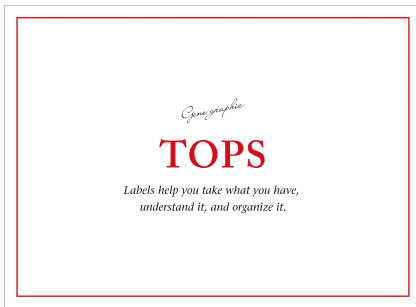 Gene graphic
TOPS
Labels help you take what you have,
understand it, and organize it.